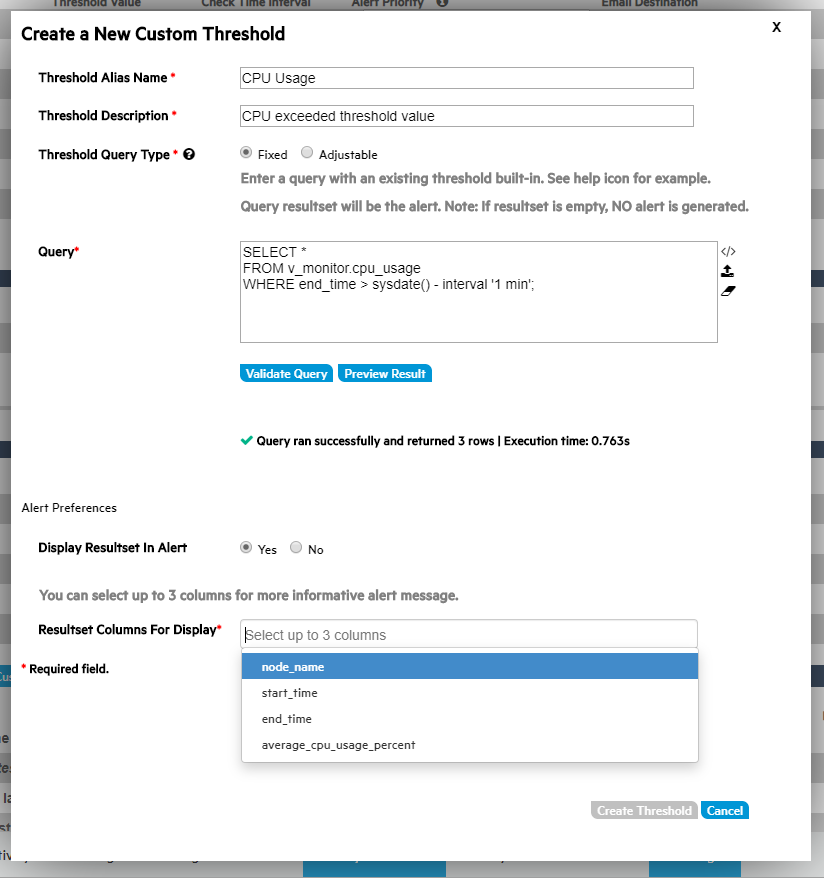 Threshold Value Check Time Interval Alert Priority Email Destination
Create a New Custom Threshold X
Threshold Alias Name * CPU Usage
Threshold Description * CPU exceeded threshold value
Threshold Query Type * Fixed Adjustable
Enter a query with an existing threshold built-in. See help icon for example.
Query resultset will be the alert. Note: If resultset is empty, NO alert is generated.
Query* SELECT *
FROM v_monitor.cpu_usage
WHERE end_time > sysdate() - interval '1 min';
Validate Query Preview Result
Query ran successfully and returned 3 rows | Execution time: 0.763s
Alert Preferences
Display Resultset In Alert Yes No
You can select up to 3 columns for more informative alert message.
Resultset Columns For Display* Select up to 3 columns
* Required field.
node_name
start_time
end_time
average_cpu_usage_percent
Create Threshold Cancel